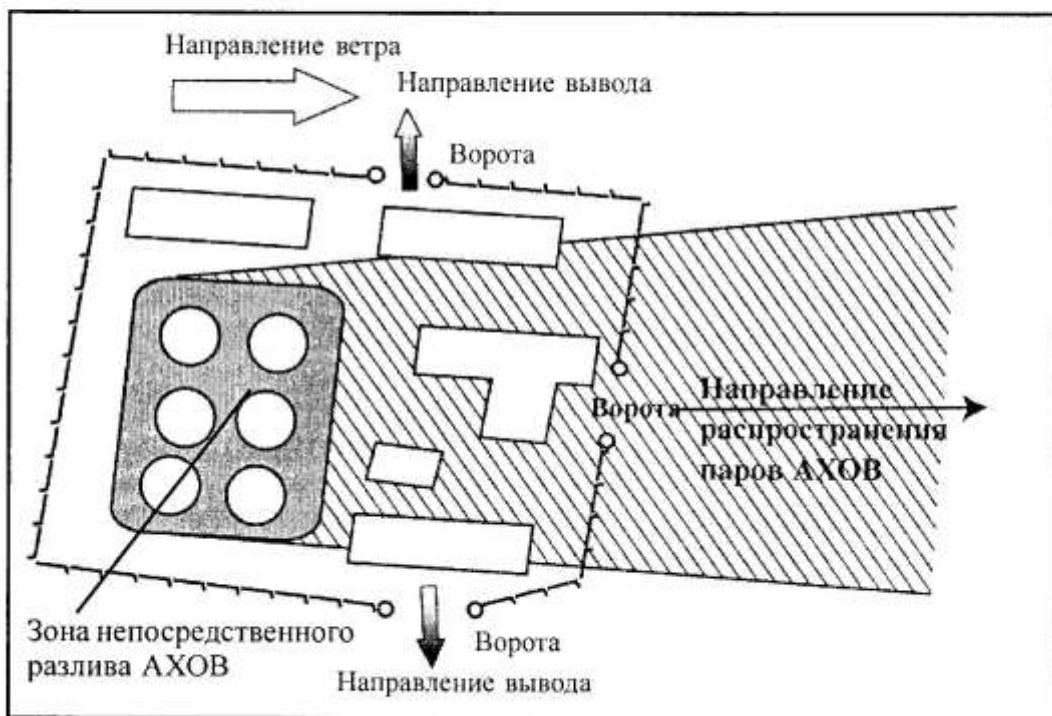 Направление ветра
Направление вывода
Ворота
Ворота
Направление
распространения
паров АХОВ
Зона непосредственного
разлива АХОВ
Ворота
Направление вывода